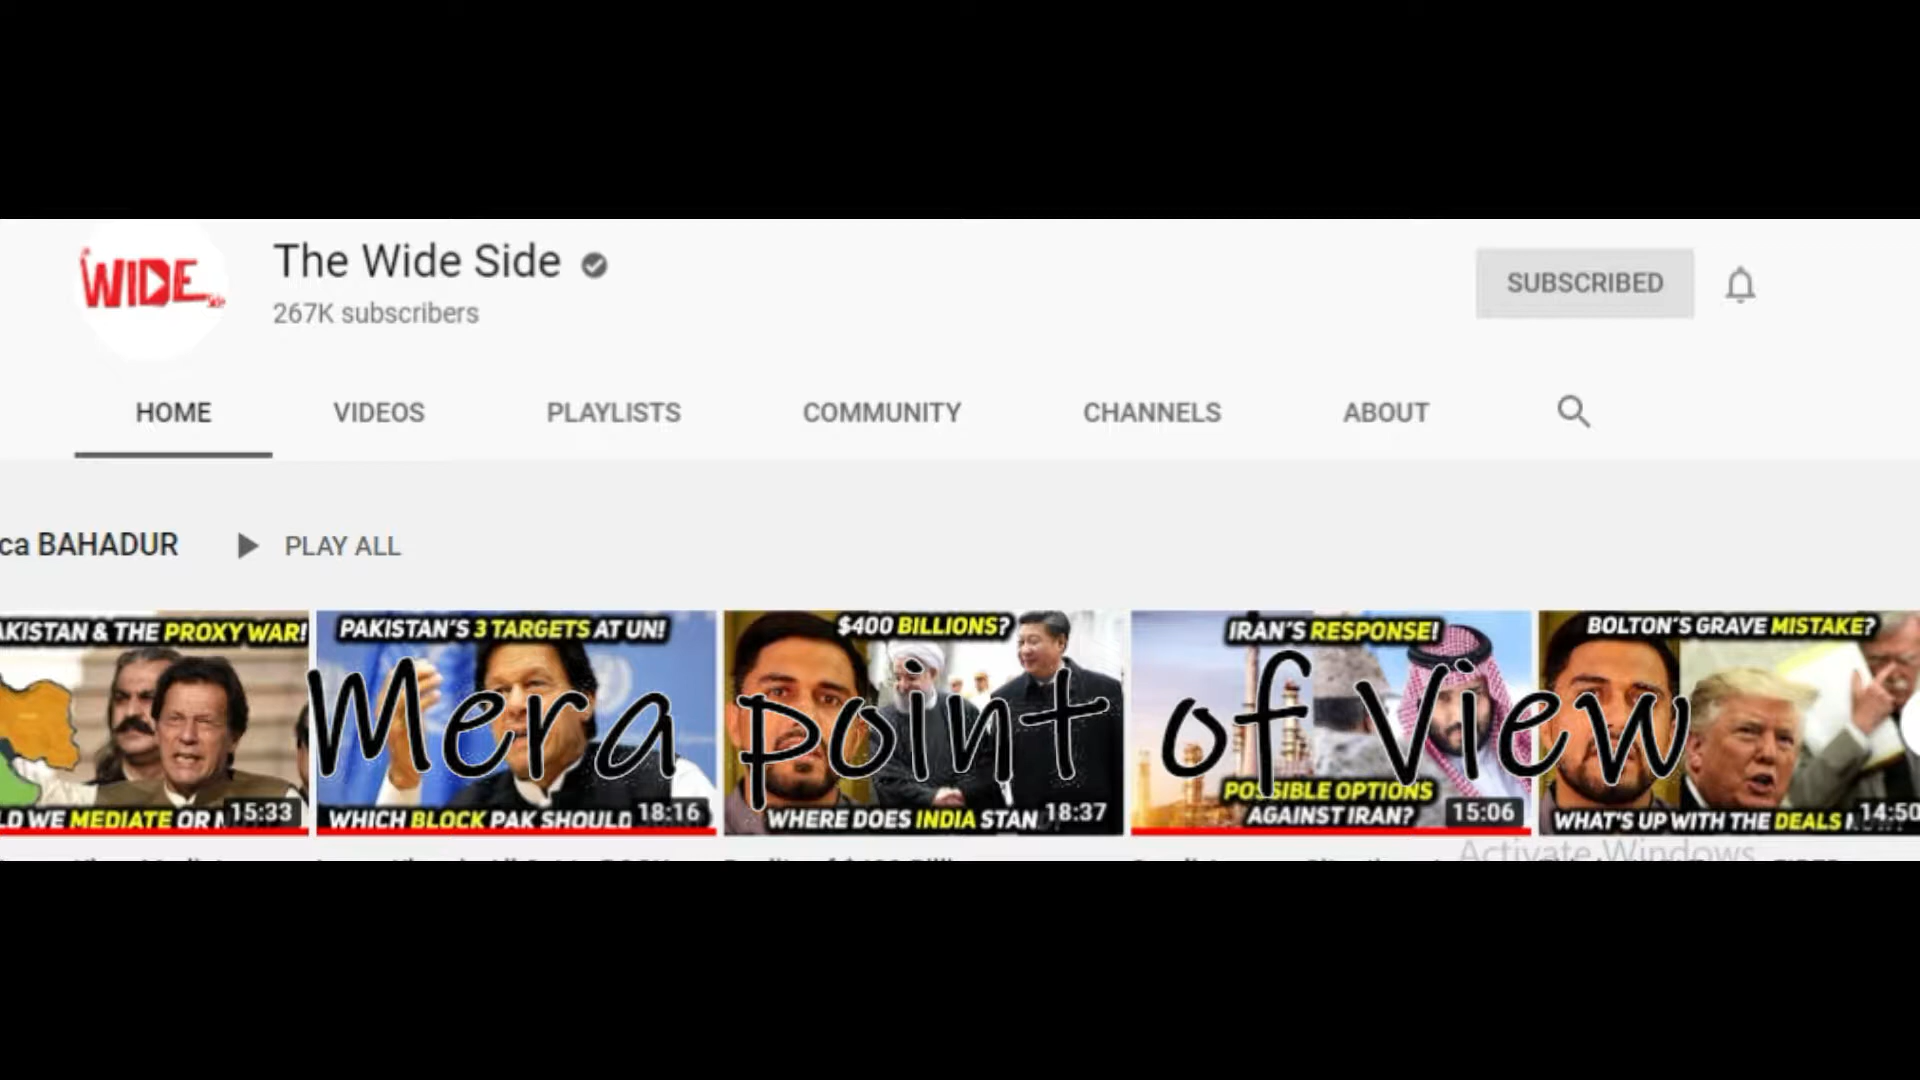 WIDE Side
The Wide Side
267K subscribers
SUBSCRIBED
HOME VIDEOS PLAYLISTS COMMUNITY CHANNELS ABOUT
ca BAHADUR PLAY ALL
AKISTAN & THE PROXY WAR!
LD WE MEDIATE OR N
15:33
PAKISTAN'S 3 TARGETS AT UN!
WHICH BLOCK PAK SHOULD
18:16
$400 BILLIONS?
WHERE DOES INDIA STAN
18:37
IRAN'S RESPONSE!
POSSIBLE OPTIONS
AGAINST IRAN?
15:06
BOLTON'S GRAVE MISTAKE?
WHAT'S UP WITH THE DEALS
14:50
Mera point of View
Activate Windows